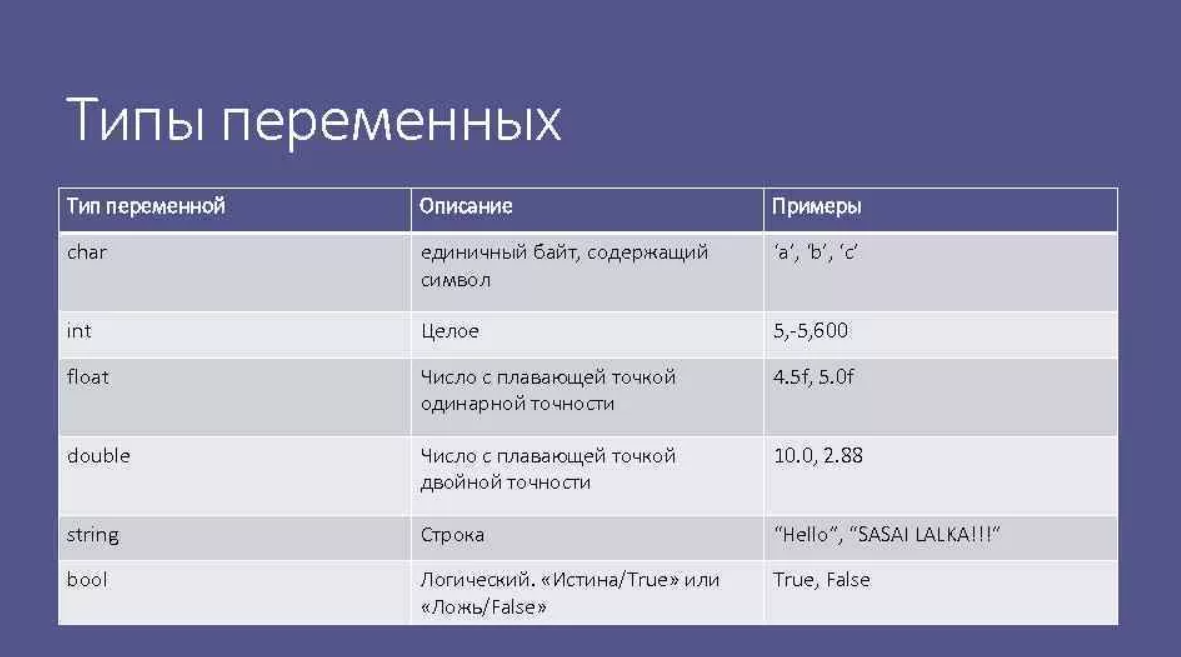 Типы переменных
Тип переменной
Описание
Примеры
char
единичный байт, содержащий
символ
‘a’, ‘b’, ‘c’
int
Целое
5,-5,600
float
Число с плавающей точкой
одинарной точности
4.5f, 5.0f
double
Число с плавающей точкой
двойной точности
10.0, 2.88
string
Строка
“Hello”, “SASAI LALKA!!!”
bool
Логический. «Истина/True» или
«Ложь/False»
True, False